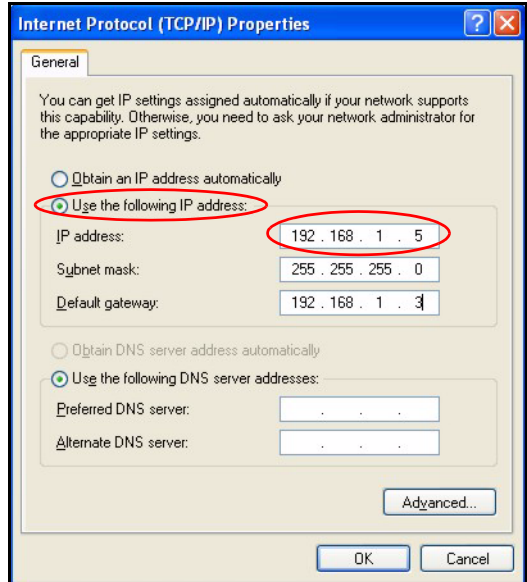 Internet Protocol (TCP/IP) Properties
General
You can get IP settings assigned automatically if your network supports
this capability. Otherwise, you need to ask your network administrator for
the appropriate IP settings.
Obtain an IP address automatically
Use the following IP address:
IP address: 192 . 168 . 1 . 5
Subnet mask: 255 . 255 . 255 . 0
Default gateway: 192 . 168 . 1 . 3
Obtain DNS server address automatically
Use the following DNS server addresses:
Preferred DNS server: . . .
Alternate DNS server: . . .
Advanced...
OK Cancel